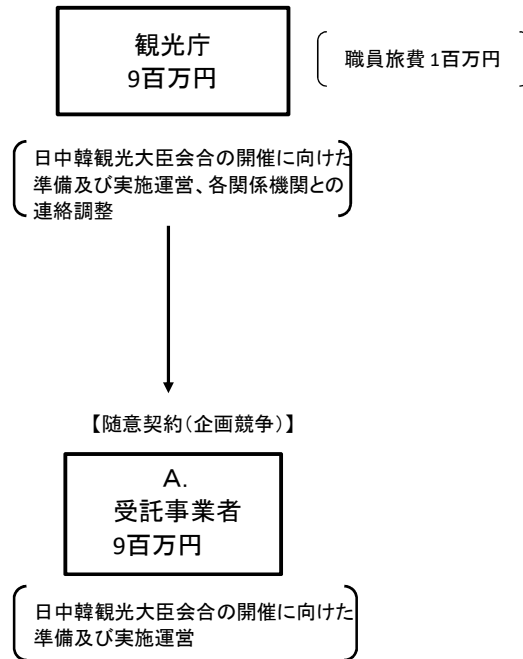 観光庁
9百万円
職員旅費 1百万円
日中韓観光大臣会合の開催に向けた
準備及び実施運営、各関係機関との
連絡調整
【随意契約(企画競争)】
A.
受託事業者
9百万円
日中韓観光大臣会合の開催に向けた
準備及び実施運営